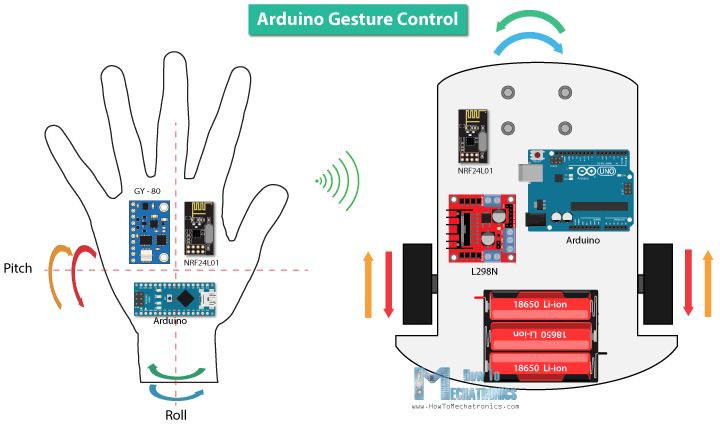 Arduino Gesture Control
GY - 80
NRF24L01
Arduino
Pitch
Roll
NRF24L01
UNO
Arduino
L298N
18650 Li-ion
18650 Li-ion
18650 Li-ion
How To
MECHATRONICS
www.HowToMechatronics.com